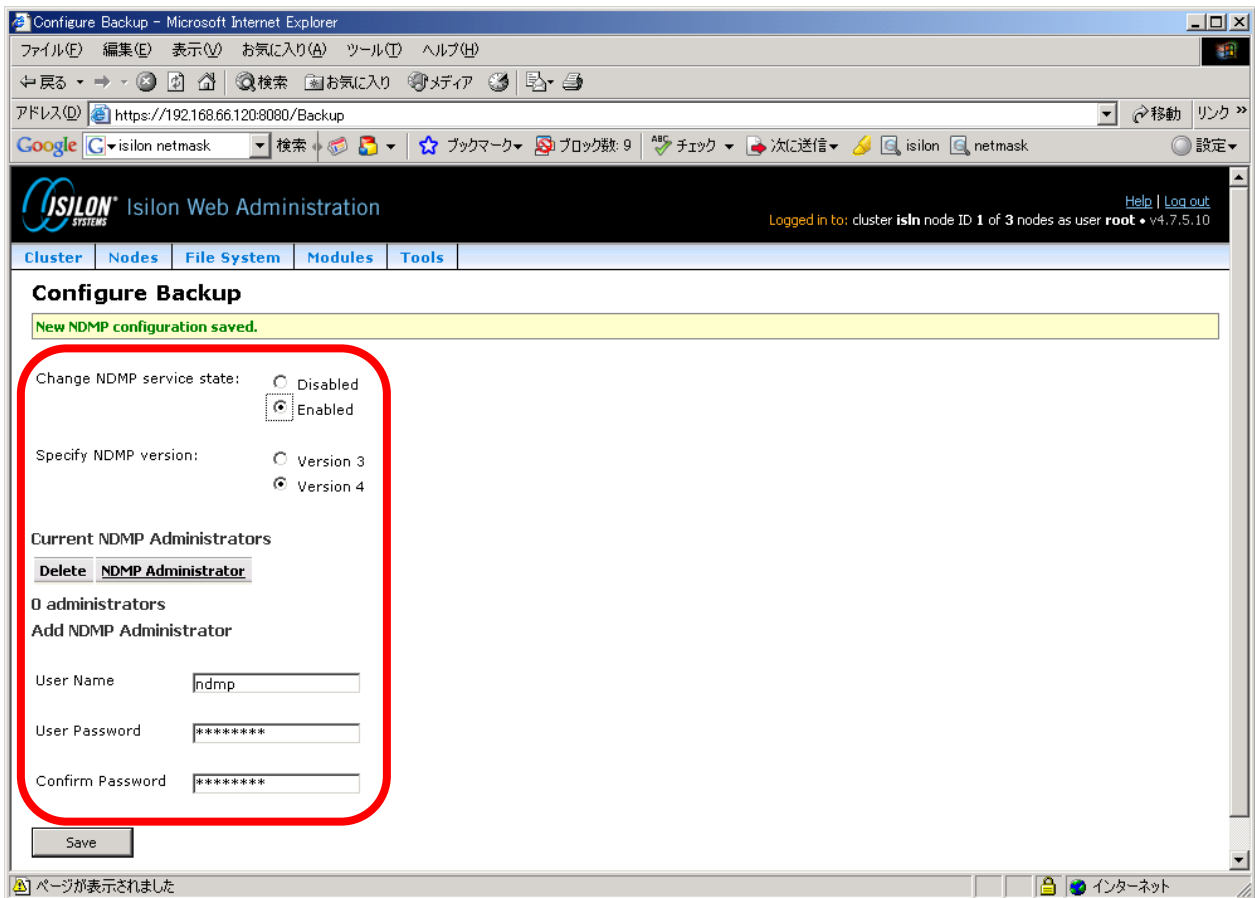 Configure Backup - Microsoft Internet Explorer
ファイル(F) 編集(E) 表示(V) お気に入り(A) ツール(T) ヘルプ(H)
戻る 検索 お気に入り メディア
アドレス(D) https://192.168.66.120:8080/Backup 移動 リンク »
Google G isilon netmask 検索 ブックマーク ブロック数: 9 ABC チェック 次に送信 isilon netmask 設定
ISILON SYSTEMS Isilon Web Administration
Help | Log out
Logged in to: cluster isln node ID 1 of 3 nodes as user root • v4.7.5.10
Cluster Nodes File System Modules Tools
Configure Backup
New NDMP configuration saved.
Change NDMP service state: Disabled
Enabled
Specify NDMP version: Version 3
Version 4
Current NDMP Administrators
Delete NDMP Administrator
0 administrators
Add NDMP Administrator
User Name ndmp
User Password ********
Confirm Password ********
Save
ページが表示されました インターネット